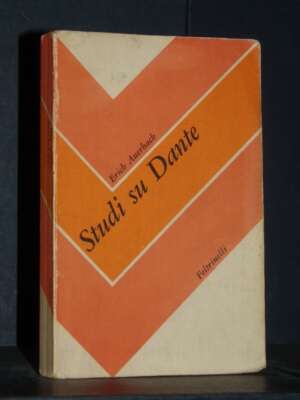 Erich Auerbach
Studi su Dante
Feltrinelli